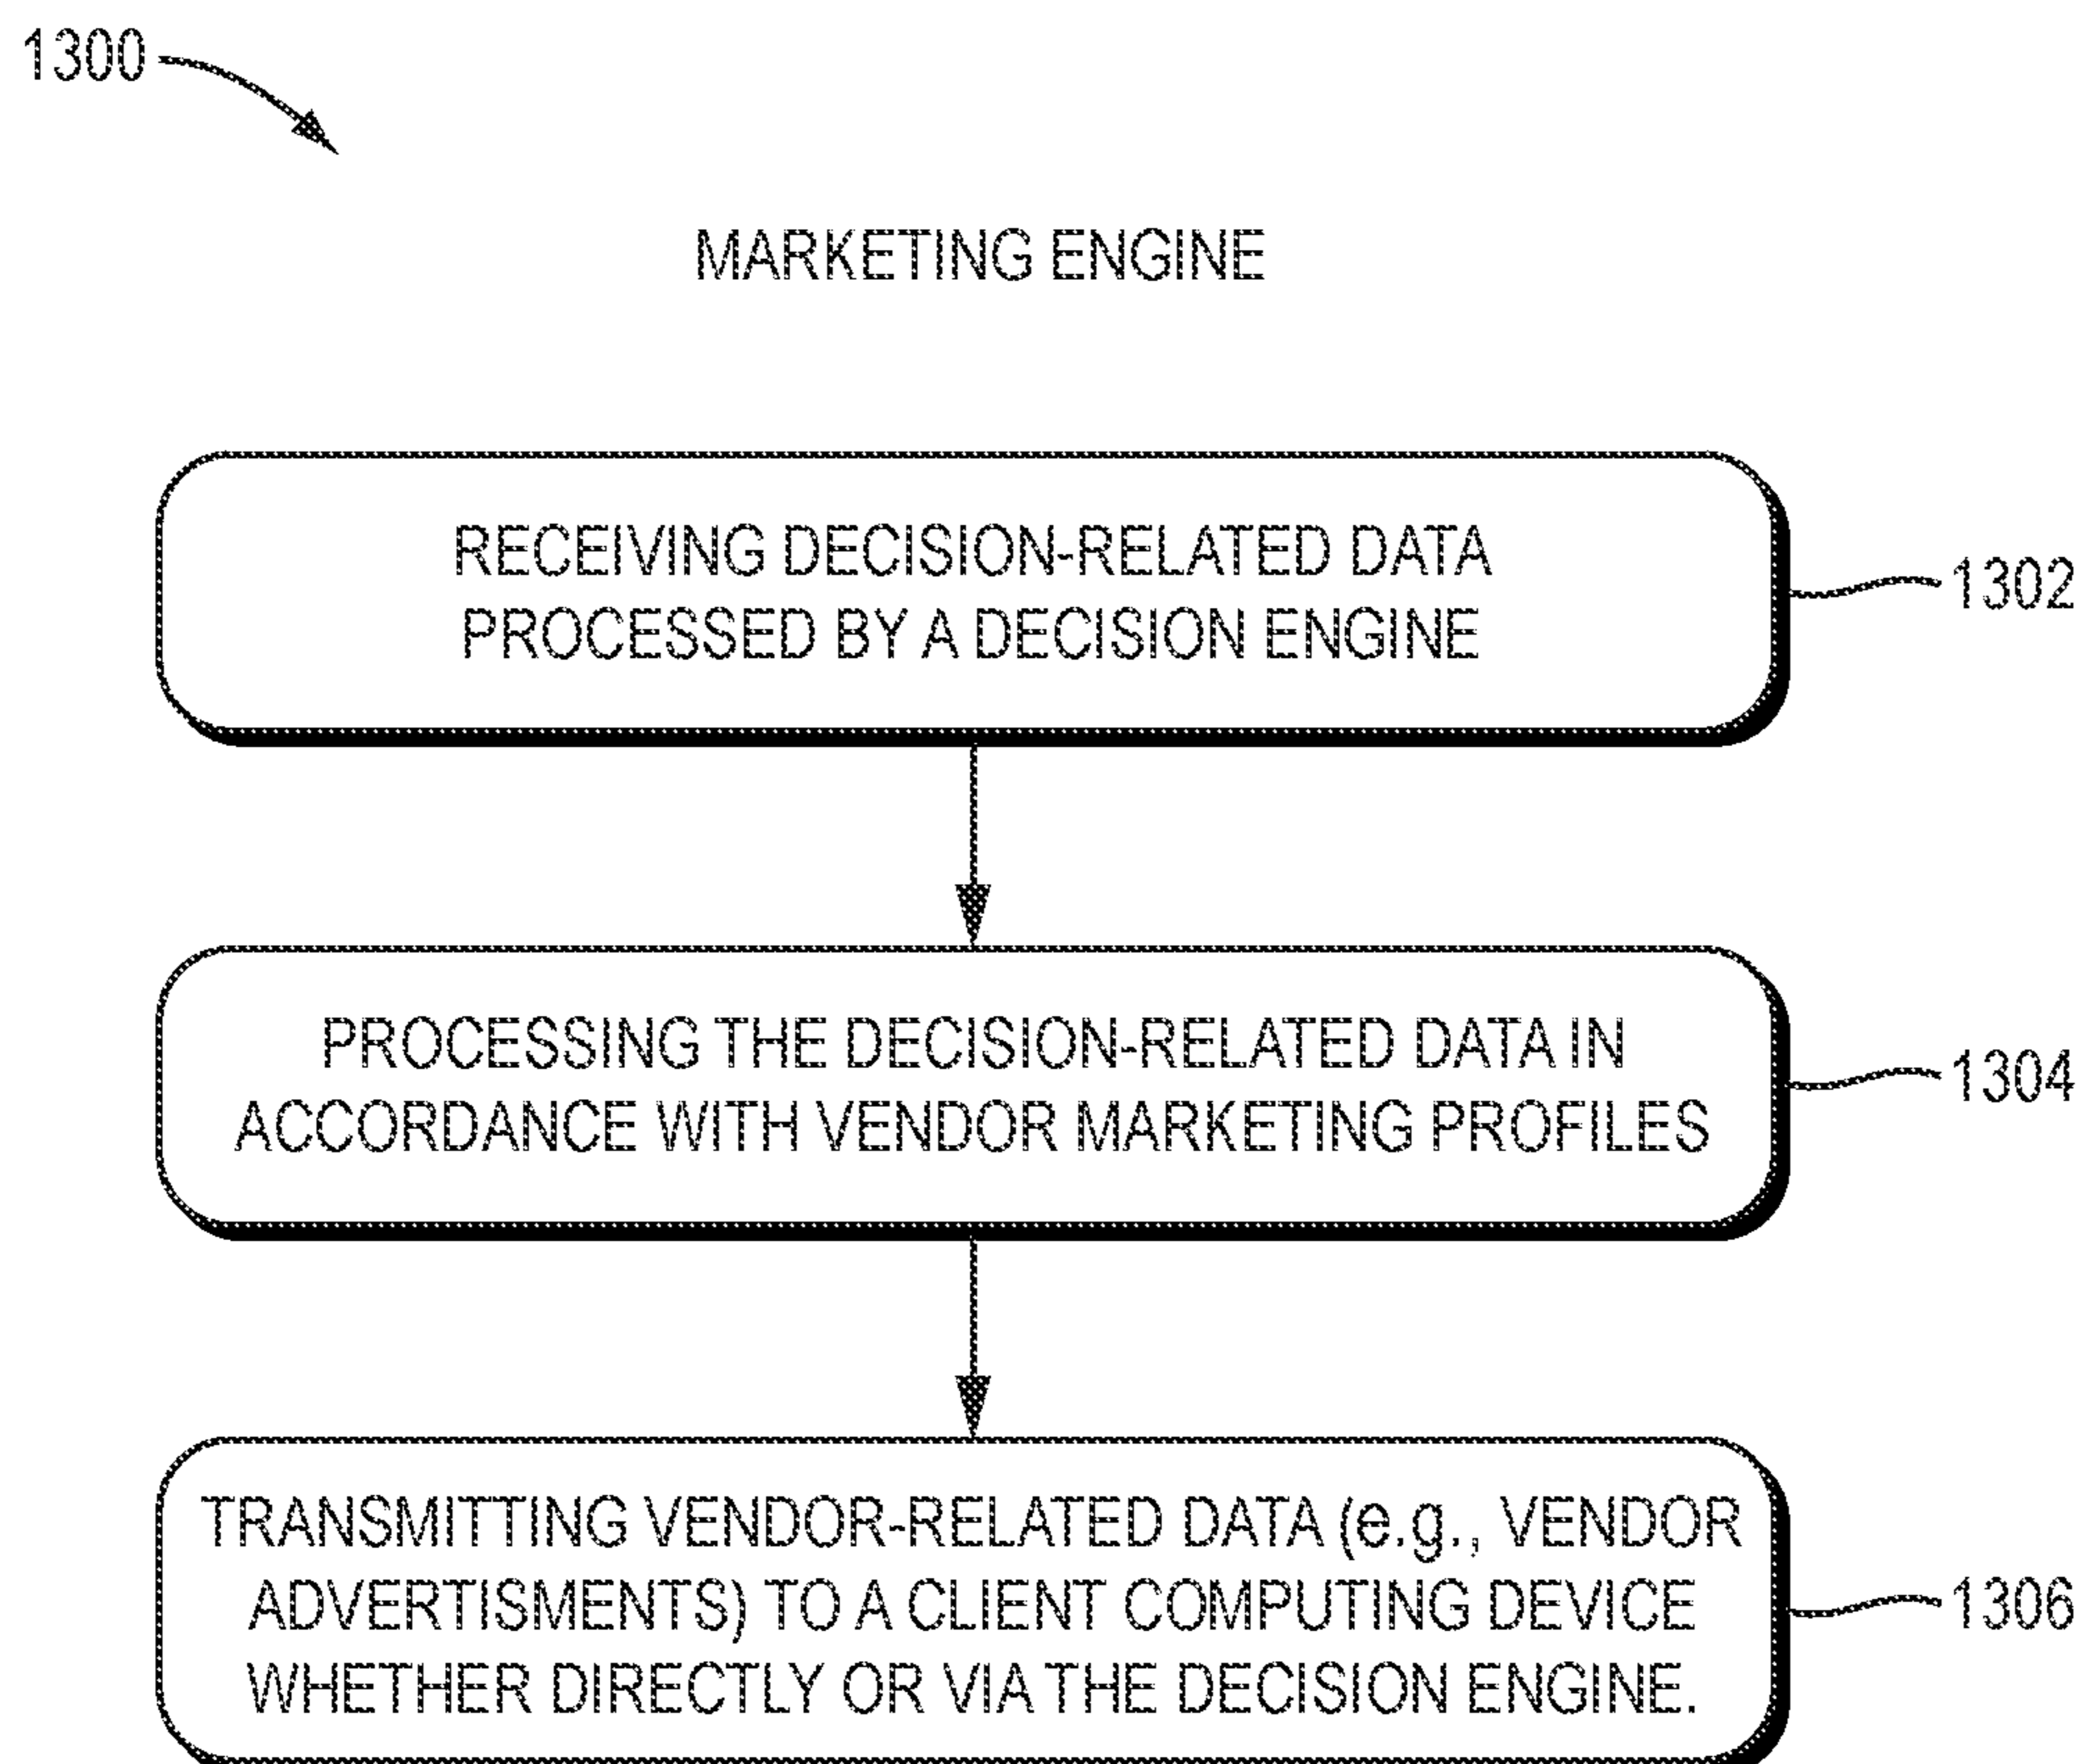 1300
MARKETING ENGINE
RECEIVING DECISION-RELATED DATA
PROCESSED BY A DECISION ENGINE
1302
PROCESSING THE DECISION-RELATED DATA IN
ACCORDANCE WITH VENDOR MARKETING PROFILES
1304
TRANSMITTING VENDOR-RELATED DATA (e.g., VENDOR
ADVERTISMENTS) TO A CLIENT COMPUTING DEVICE
WHETHER DIRECTLY OR VIA THE DECISION ENGINE.
1306